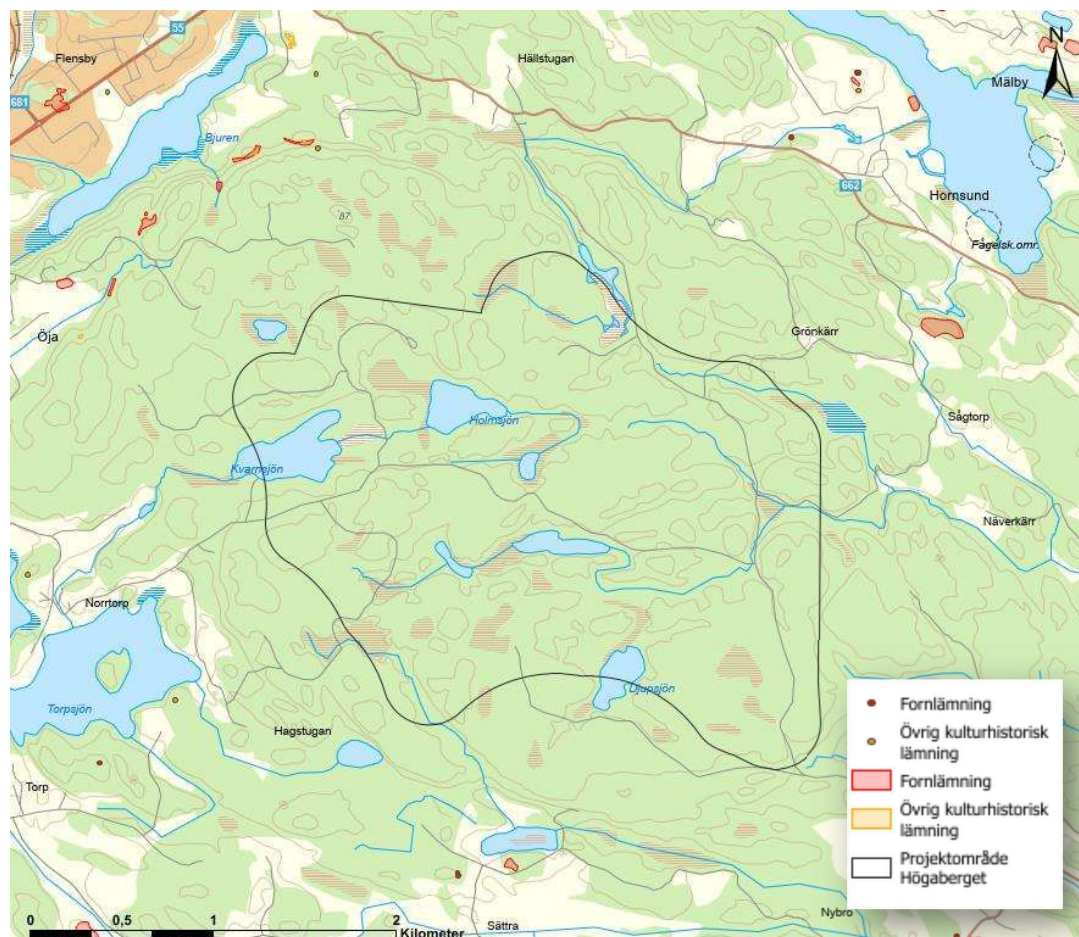 55
Flensby
Hällstugan
N
Mälby
681
Bjuren
662
Hornsund
87
Fågelsk.omr.
Öja
Grönkärr
Holmsjön
Sågtorp
Kvarnsjön
Näverkärr
Norrtorp
Djupsjön
Torpsjön
Hagstugan
Torp
Fornlämning
Övrig kulturhistorisk
lämning
Fornlämning
Övrig kulturhistorisk
lämning
Projektområde
Högaberget
Nybro
Sättra
0 0,5 1 2
Kilometer